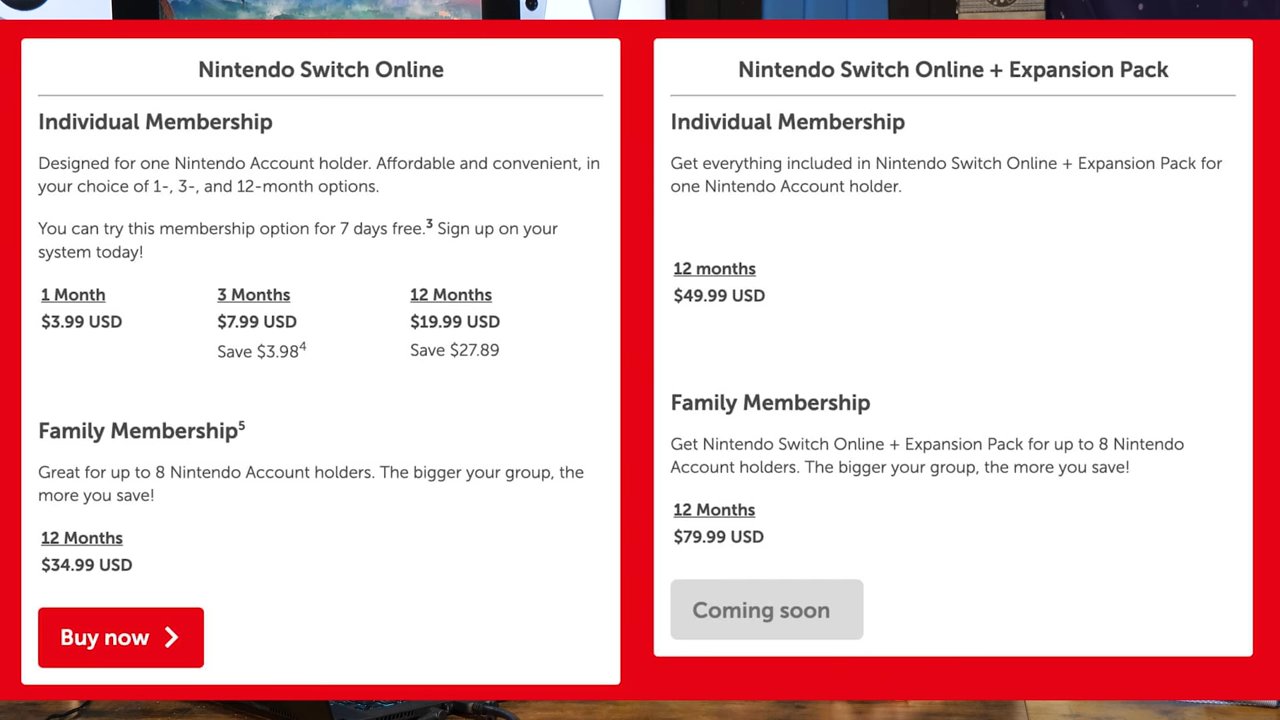 Nintendo Switch Online
Individual Membership
Designed for one Nintendo Account holder. Affordable and convenient, in
your choice of 1-, 3-, and 12-month options.
You can try this membership option for 7 days free.³ Sign up on your
system today!
1 Month 3 Months 12 Months
$3.99 USD $7.99 USD $19.99 USD
Save $3.98⁴ Save $27.89
Family Membership⁵
Great for up to 8 Nintendo Account holders. The bigger your group, the
more you save!
12 Months
$34.99 USD
Buy now
Nintendo Switch Online + Expansion Pack
Individual Membership
Get everything included in Nintendo Switch Online + Expansion Pack for
one Nintendo Account holder.
12 months
$49.99 USD
Family Membership
Get Nintendo Switch Online + Expansion Pack for up to 8 Nintendo
Account holders. The bigger your group, the more you save!
12 Months
$79.99 USD
Coming soon